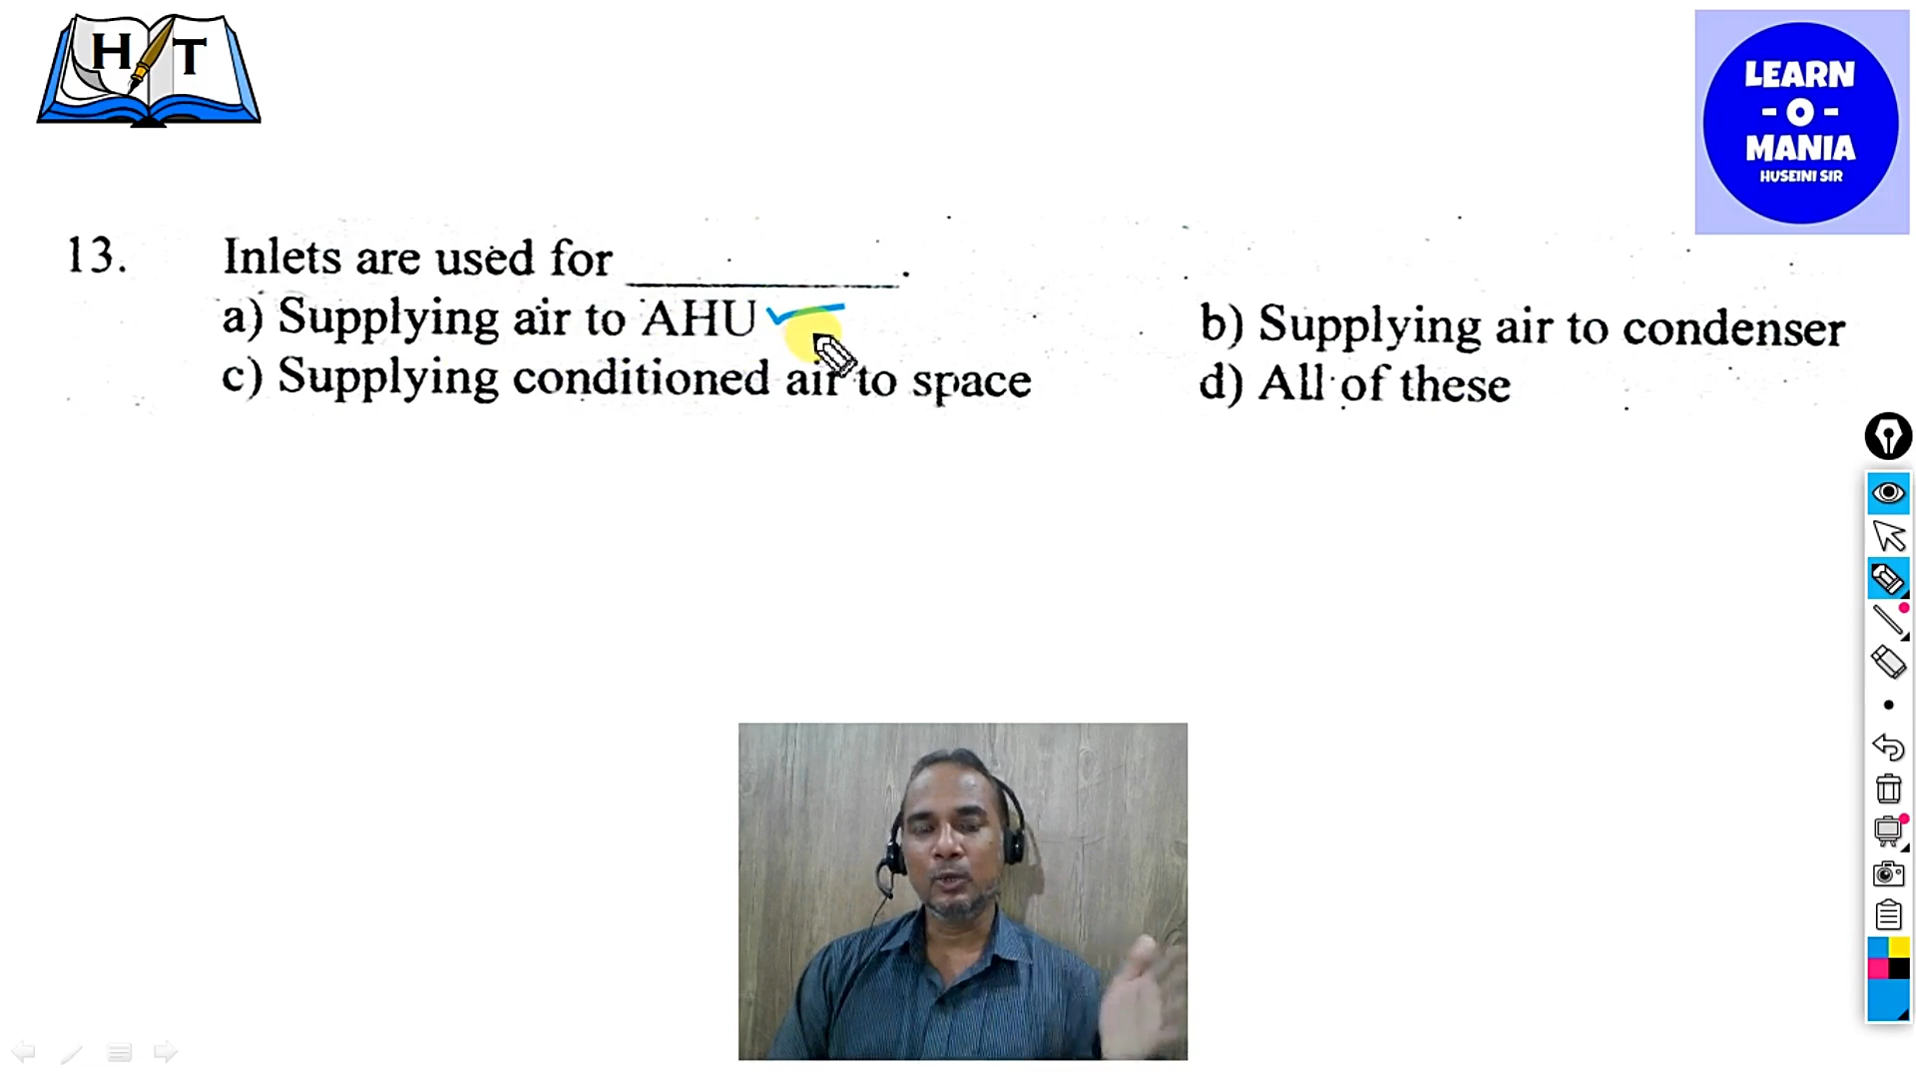 H T
LEARN
- O -
MANIA
HUSEINI SIR
13. Inlets are used for ____________.
a) Supplying air to AHU b) Supplying air to condenser
c) Supplying conditioned air to space d) All of these